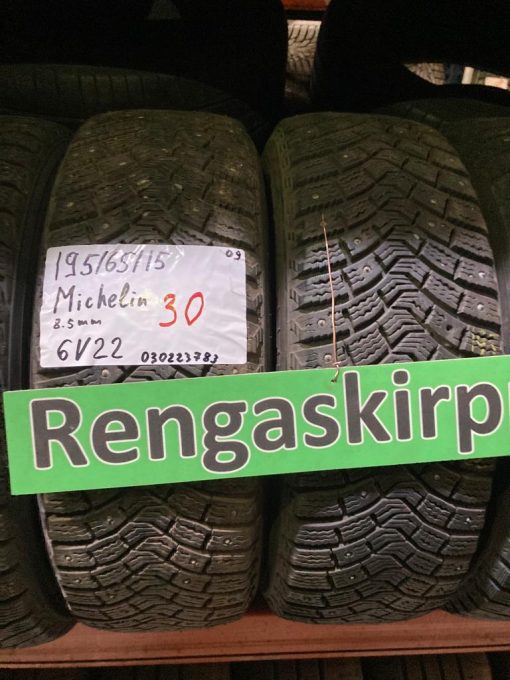 09
195/65/15
Michelin 30
8.5mm
6V22 030223783
Rengaskirp